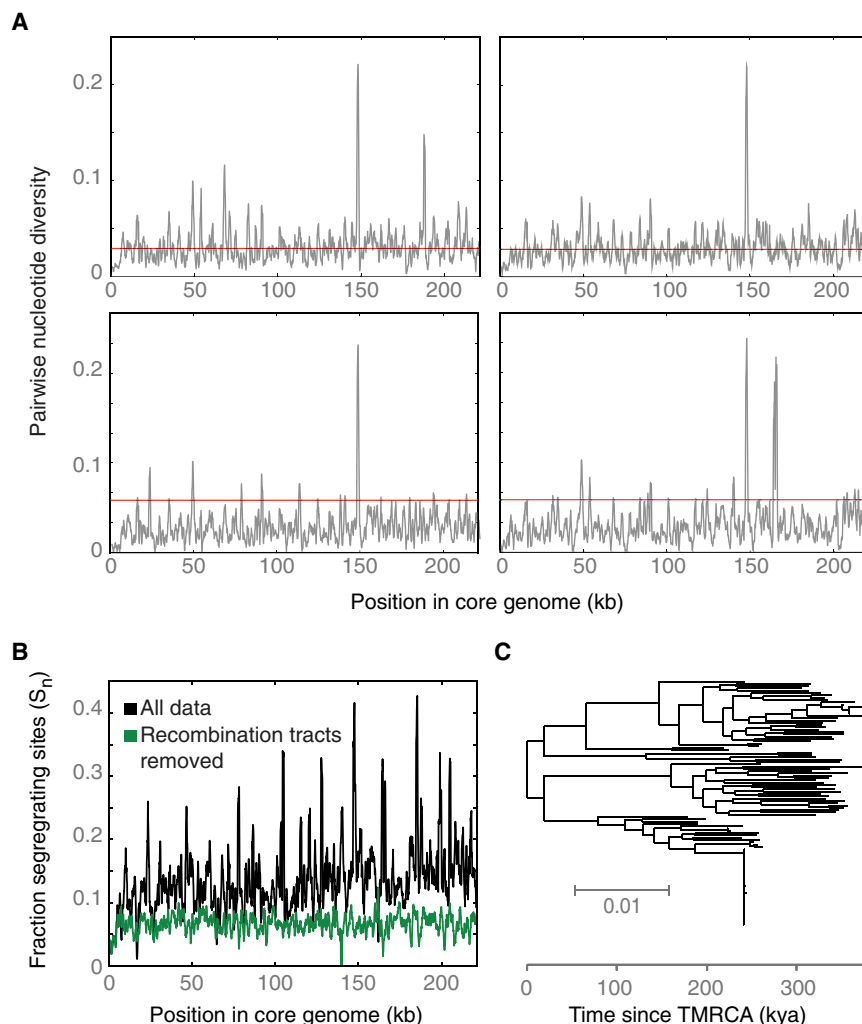 A
Pairwise nucleotide diversity
0.2
0.1
0
0 50 100 150 200
0 50 100 150 200
0.2
0.1
0
0 50 100 150 200
0 50 100 150 200
Position in core genome (kb)
B
Fraction segregrating sites (Sn)
0.4
0.3
0.2
0.1
0
All data
Recombination tracts
removed
0 50 100 150 200
Position in core genome (kb)
C
0.01
0 100 200 300
Time since TMRCA (kya)